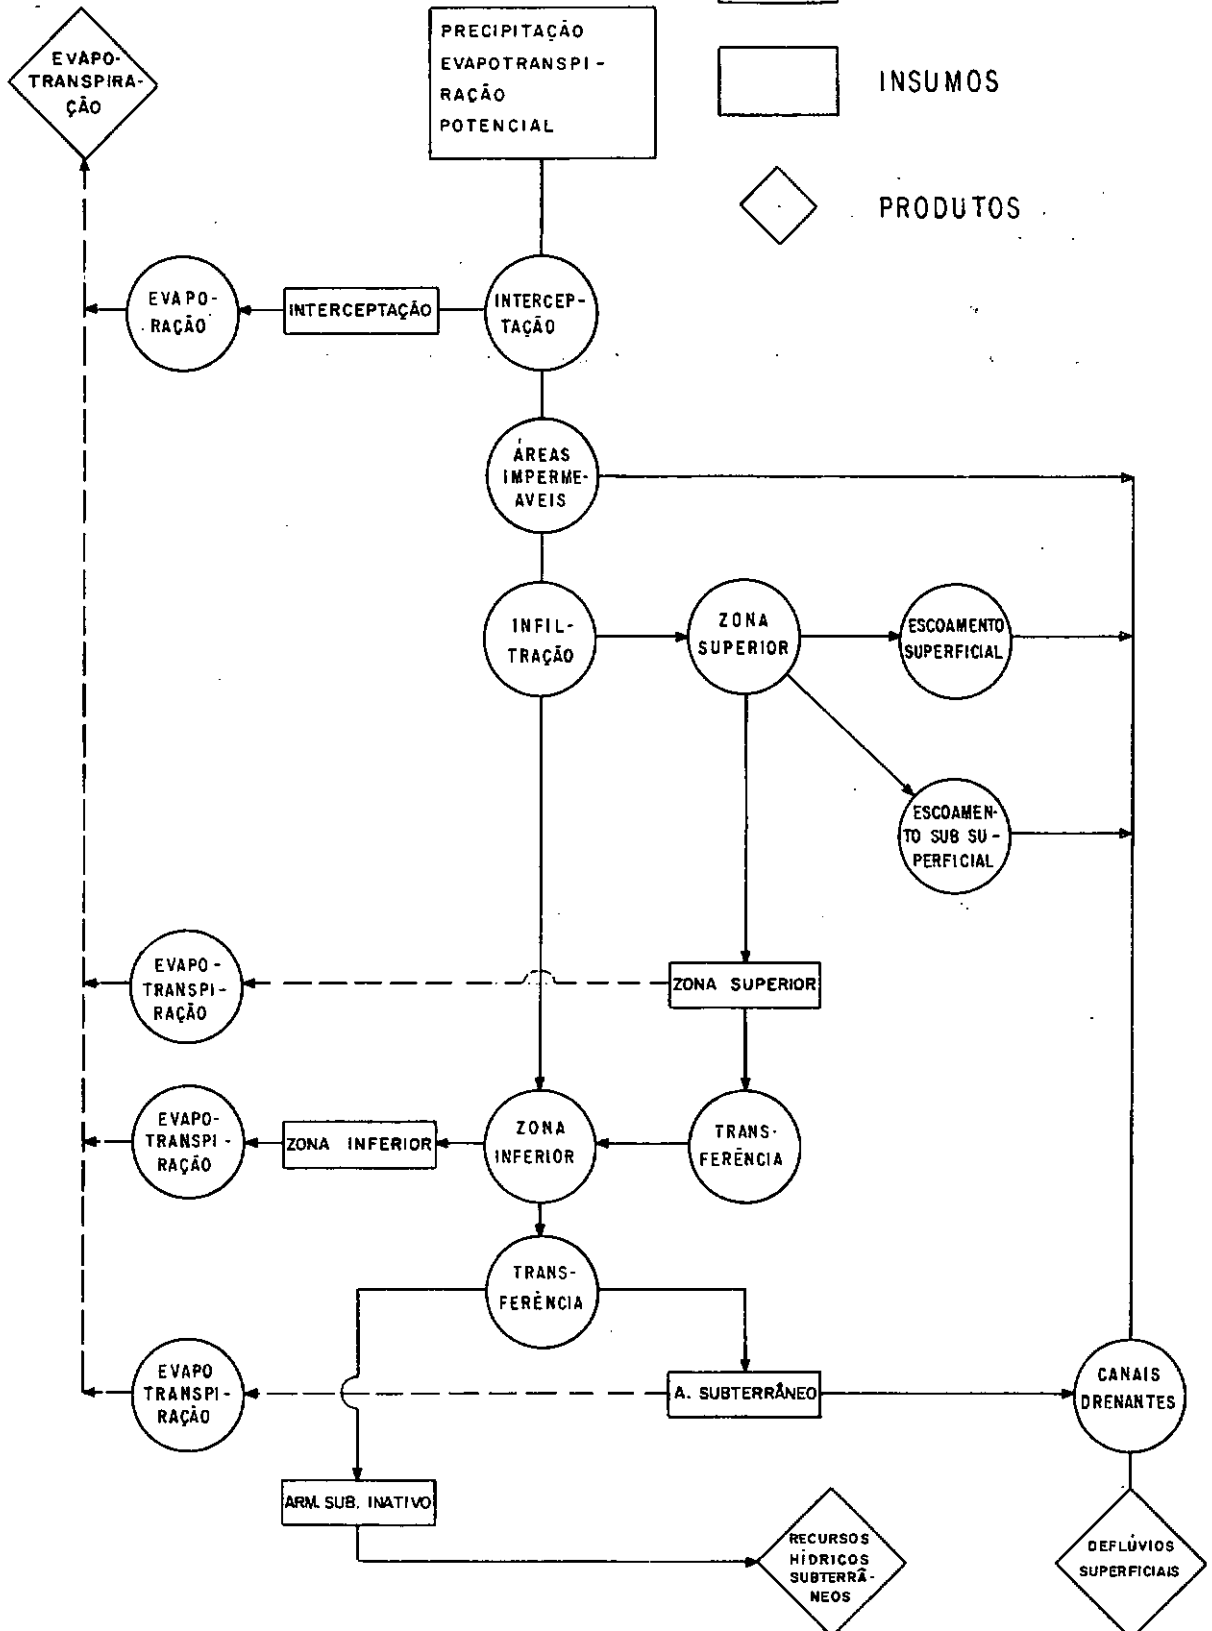 EVAPO-
TRANSPIRA-
ÇÃO
PRECIPITAÇÃO
EVAPOTRANSPI-
RAÇÃO
POTENCIAL
INSUMOS
PRODUTOS
EVAPO-
RAÇÃO
INTERCEPTAÇÃO
INTERCEP-
TAÇÃO
ÁREAS
IMPERME-
AVEIS
INFIL-
TRAÇÃO
ZONA
SUPERIOR
ESCOAMENTO
SUPERFICIAL
ESCOAMEN-
TO SUB SU-
PERFICIAL
EVAPO-
TRANSPI-
RAÇÃO
ZONA SUPERIOR
EVAPO-
TRANSPI-
RAÇÃO
ZONA INFERIOR
ZONA
INFERIOR
TRANS-
FERÊNCIA
TRANS-
FERÊNCIA
EVAPO
TRANSPI-
RAÇÃO
A. SUBTERRÂNEO
CANAIS
DRENANTES
ARM. SUB. INATIVO
RECURSOS
HÍDRICOS
SUBTERRÂ-
NEOS
DEFLÚVIOS
SUPERFICIAIS